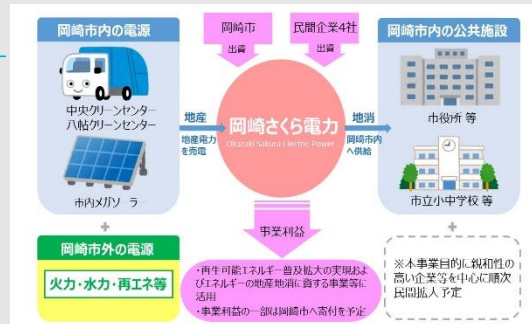 岡崎市内の電源
中央クリーンセンター
八帖クリーンセンター
市内メガソーラ
+
岡崎市外の電源
火力・水力・再エネ等
岡崎市
出資
民間企業4社
出資
地産
地産電力
を売電
岡崎さくら電力
Okazaki Sakura Electric Power
地消
岡崎市内
へ供給
事業利益
・再生可能エネルギー普及拡大の実現およ
びエネルギーの地産地消に資する事業等に
活用
・事業利益の一部は岡崎市へ寄付を予定
岡崎市内の公共施設
市役所 等
市立小中学校 等
+
※本事業目的に親和性の
高い企業等を中心に順次
民間拡大予定